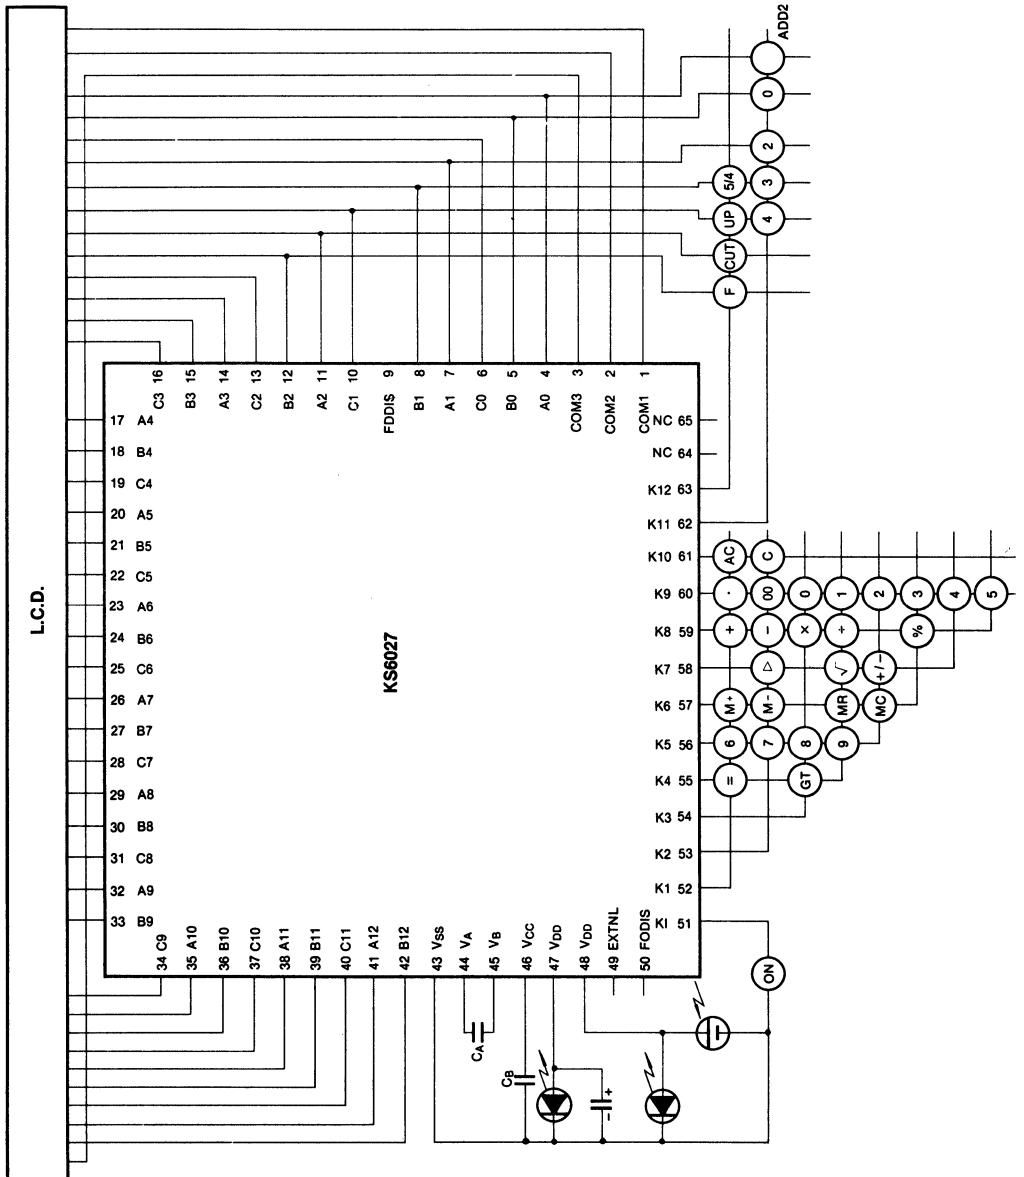 L.C.D.
ADD2
0
2
5/4
3
UP
4
CUT
F
C3 16
B3 15
A3 14
C2 13
B2 12
A2 11
C1 10
FDDIS 9
B1 8
A1 7
C0 6
B0 5
A0 4
COM3 3
COM2 2
COM1 1
17 A4
18 B4
19 C4
20 A5
21 B5
22 C5
23 A6
24 B6
25 C6
26 A7
27 B7
28 C7
29 A8
30 B8
31 C8
32 A9
33 B9
KS6027
NC 65
NC 64
K12 63
K11 62
K10 61
K9 60
K8 59
K7 58
K6 57
K5 56
K4 55
K3 54
K2 53
K1 52
KI 51
AC C
· 00 0 1 2 3 4 5
+ − × ÷ %
▷ √ +/−
M+ M− MR MC
6 7 8 9
= GT
34 C9
35 A10
36 B10
37 C10
38 A11
39 B11
40 C11
41 A12
42 B12
43 VSS
44 VA
45 VB
46 VCC
47 VDD
48 VDD
49 EXTNL
50 FODIS
ON
CA
CB
− +